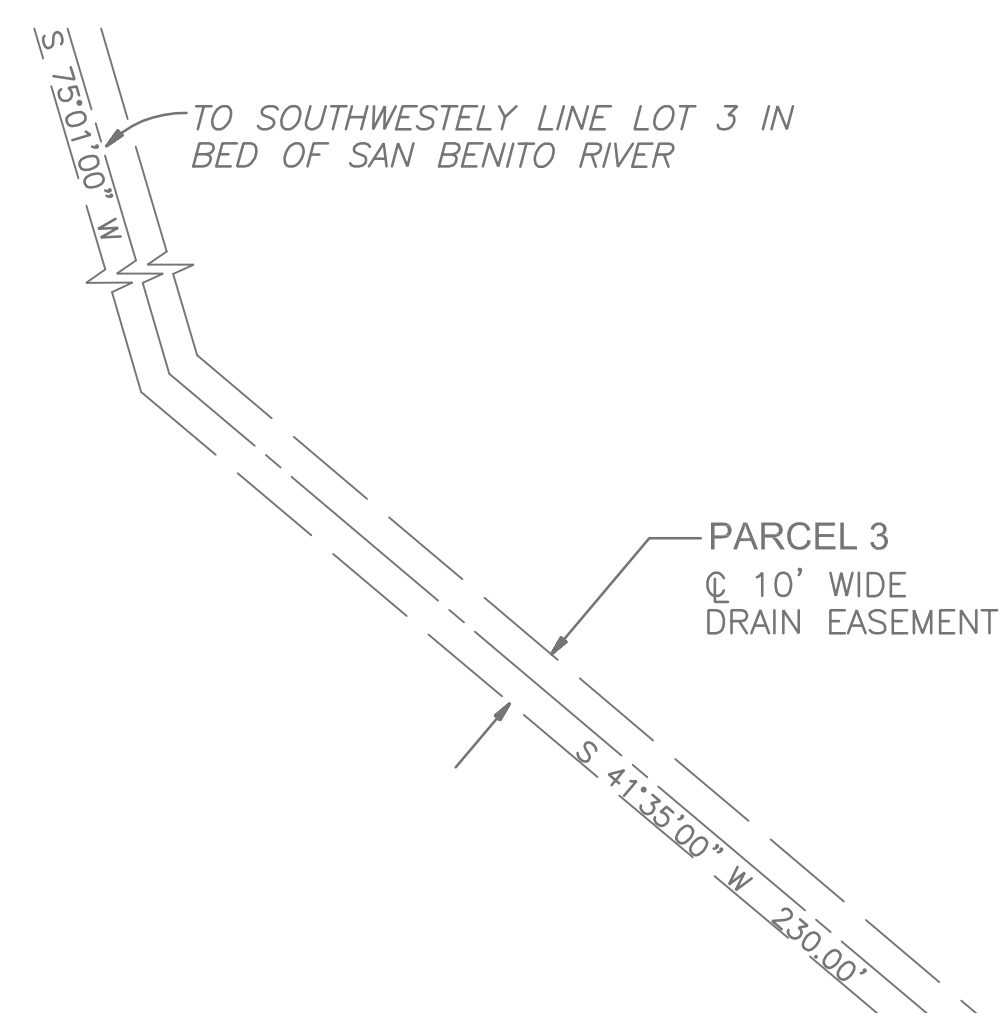 S 75°01'00" W
TO SOUTHWESTELY LINE LOT 3 IN
BED OF SAN BENITO RIVER
PARCEL 3
℄ 10' WIDE
DRAIN EASEMENT
S 41°35'00" W 230.00'